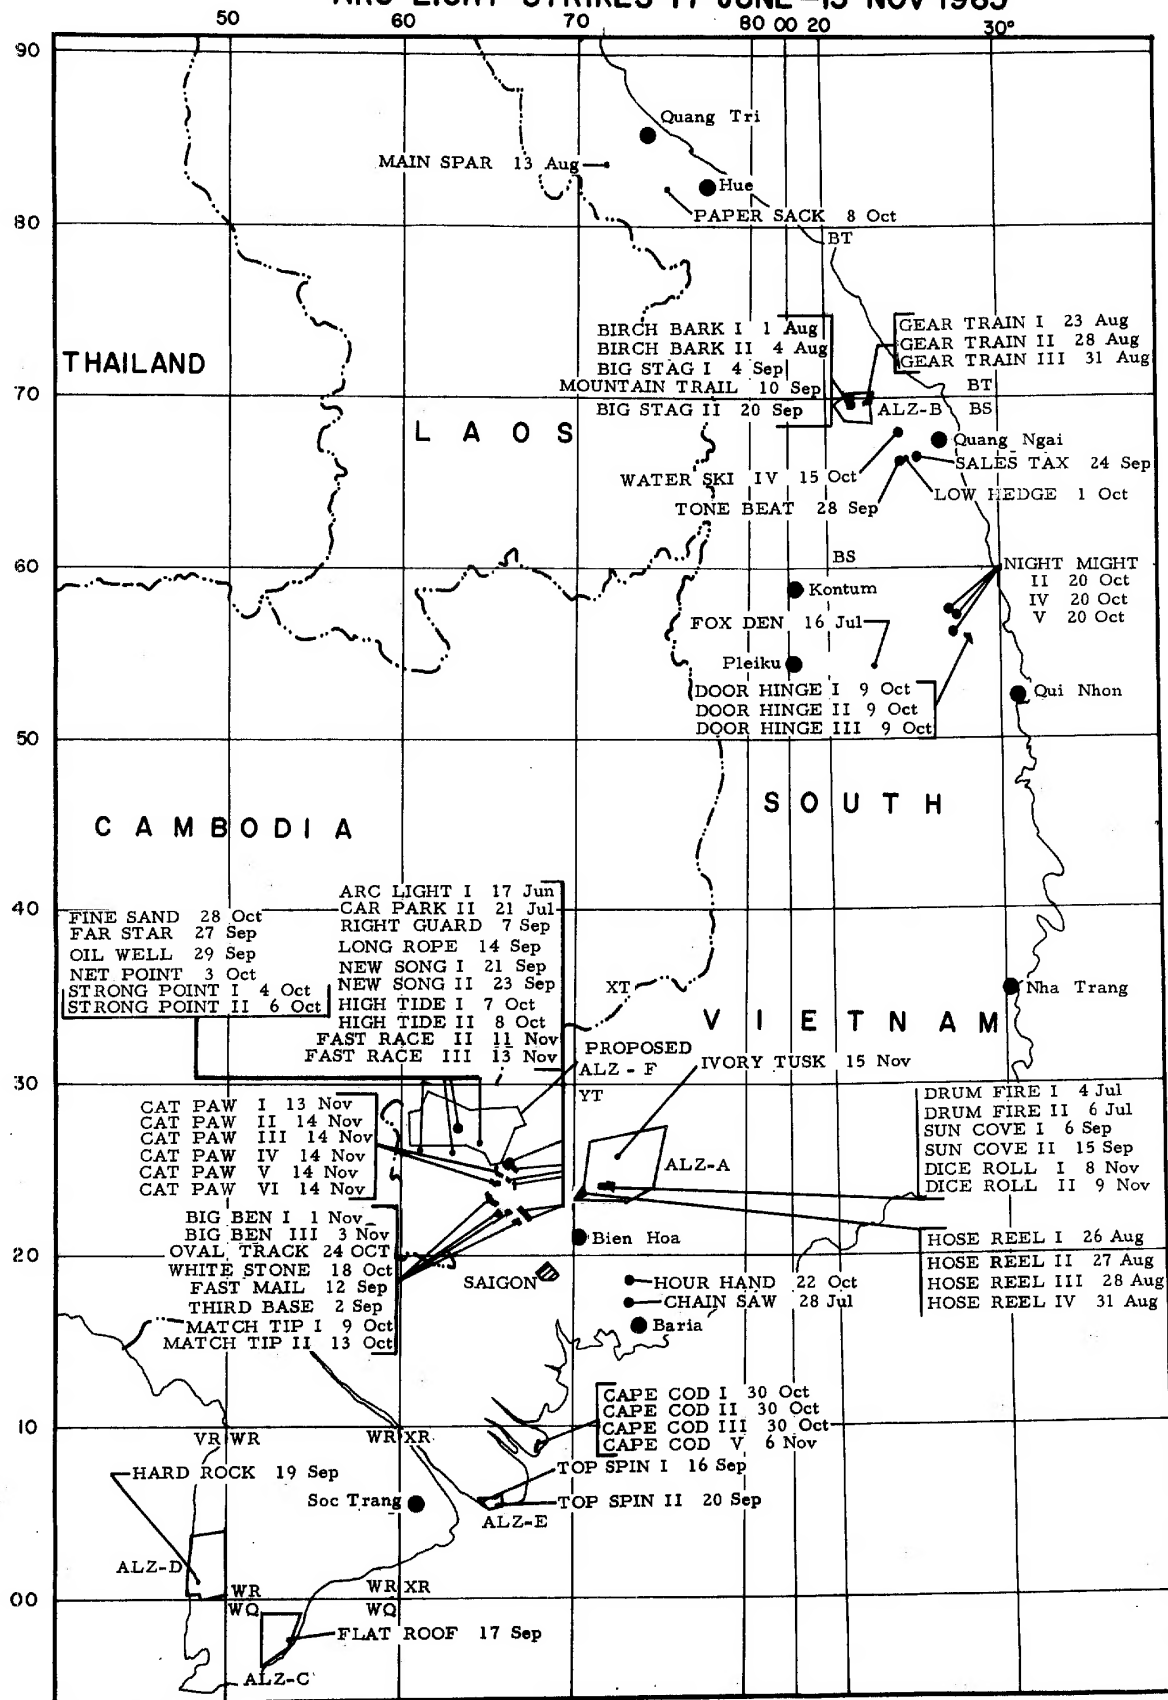 ARC LIGHT STRIKES 17 JUNE - 15 NOV 1965
60 70 80 00 20 30°
90
Quang Tri
MAIN SPAR 13 Aug
Hue
PAPER SACK 8 Oct
80
BT
BIRCH BARK I 1 Aug
BIRCH BARK II 4 Aug
BIG STAG I 4 Sep
MOUNTAIN TRAIL 10 Sep
BIG STAG II 20 Sep
GEAR TRAIN I 23 Aug
GEAR TRAIN II 28 Aug
GEAR TRAIN III 31 Aug
THAILAND
70
BT
ALZ-B BS
LAOS
Quang Ngai
SALES TAX 24 Sep
WATER SKI IV 15 Oct
LOW HEDGE 1 Oct
TONE BEAT 28 Sep
BS
60
NIGHT MIGHT
II 20 Oct
IV 20 Oct
V 20 Oct
Kontum
FOX DEN 16 Jul
Pleiku
DOOR HINGE I 9 Oct
DOOR HINGE II 9 Oct
DOOR HINGE III 9 Oct
Qui Nhon
50
SOUTH
CAMBODIA
40
FINE SAND 28 Oct
FAR STAR 27 Sep
OIL WELL 29 Sep
NET POINT 3 Oct
STRONG POINT I 4 Oct
STRONG POINT II 6 Oct
ARC LIGHT I 17 Jun
CAR PARK II 21 Jul
RIGHT GUARD 7 Sep
LONG ROPE 14 Sep
NEW SONG I 21 Sep
NEW SONG II 23 Sep
HIGH TIDE I 7 Oct
HIGH TIDE II 8 Oct
FAST RACE II 11 Nov
FAST RACE III 13 Nov
XT
Nha Trang
VIETNAM
PROPOSED
ALZ - F
IVORY TUSK 15 Nov
30
YT
CAT PAW I 13 Nov
CAT PAW II 14 Nov
CAT PAW III 14 Nov
CAT PAW IV 14 Nov
CAT PAW V 14 Nov
CAT PAW VI 14 Nov
ALZ-A
DRUM FIRE I 4 Jul
DRUM FIRE II 6 Jul
SUN COVE I 6 Sep
SUN COVE II 15 Sep
DICE ROLL I 8 Nov
DICE ROLL II 9 Nov
BIG BEN I 1 Nov
BIG BEN III 3 Nov
OVAL TRACK 24 OCT
WHITE STONE 18 Oct
FAST MAIL 12 Sep
THIRD BASE 2 Sep
MATCH TIP I 9 Oct
MATCH TIP II 13 Oct
20
Bien Hoa
HOSE REEL I 26 Aug
HOSE REEL II 27 Aug
HOSE REEL III 28 Aug
HOSE REEL IV 31 Aug
SAIGON
HOUR HAND 22 Oct
CHAIN SAW 28 Jul
Baria
CAPE COD I 30 Oct
CAPE COD II 30 Oct
CAPE COD III 30 Oct
CAPE COD V 6 Nov
10
VR WR WR XR
HARD ROCK 19 Sep
TOP SPIN I 16 Sep
Soc Trang
TOP SPIN II 20 Sep
ALZ-E
ALZ-D
WR WR XR
00
WQ WQ
FLAT ROOF 17 Sep
ALZ-C